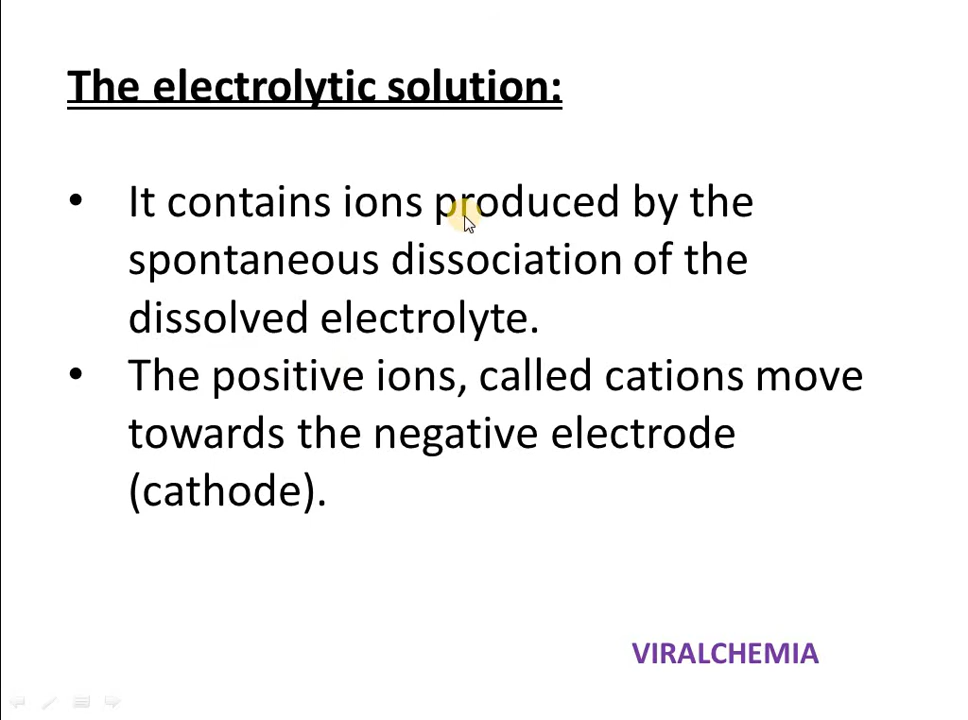 The electrolytic solution:
• It contains ions produced by the
spontaneous dissociation of the
dissolved electrolyte.
• The positive ions, called cations move
towards the negative electrode
(cathode).
VIRALCHEMIA